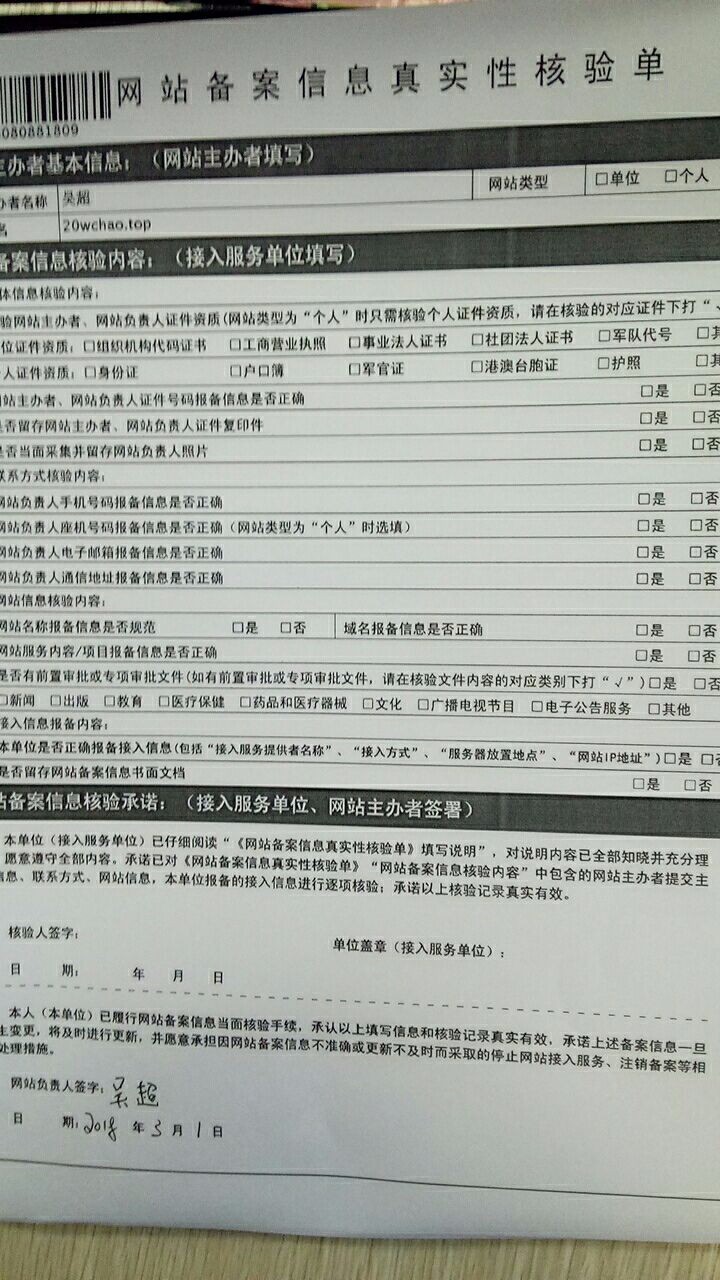 网站备案信息真实性核验单
080881809
主办者基本信息：（网站主办者填写）
办者名称 吴超 网站类型 □单位 □个人
名 20wchao.top
备案信息核验内容：（接入服务单位填写）
体信息核验内容：
验网站主办者、网站负责人证件资质(网站类型为“个人”时只需核验个人证件资质，请在核验的对应证件下打“√
位证件资质：□组织机构代码证书 □工商营业执照 □事业法人证书 □社团法人证书 □军队代号 □其
人证件资质：□身份证 □户口簿 □军官证 □港澳台胞证 □护照 □其
网站主办者、网站负责人证件号码报备信息是否正确 □是 □否
是否留存网站主办者、网站负责人证件复印件 □是 □否
是否当面采集并留存网站负责人照片 □是 □否
联系方式核验内容：
网站负责人手机号码报备信息是否正确 □是 □否
网站负责人座机号码报备信息是否正确（网站类型为“个人”时选填） □是 □否
网站负责人电子邮箱报备信息是否正确 □是 □否
网站负责人通信地址报备信息是否正确 □是 □否
网站信息核验内容：
网站名称报备信息是否规范 □是 □否 域名报备信息是否正确 □是 □否
网站服务内容/项目报备信息是否正确 □是 □否
是否有前置审批或专项审批文件(如有前置审批或专项审批文件，请在核验文件内容的对应类别下打“√”) □是 □否
□新闻 □出版 □教育 □医疗保健 □药品和医疗器械 □文化 □广播电视节目 □电子公告服务 □其他
接入信息报备内容：
本单位是否正确报备接入信息(包括“接入服务提供者名称”、“接入方式”、“服务器放置地点”、“网站IP地址”) □是 □否
是否留存网站备案信息书面文档 □是 □否
站备案信息核验承诺：（接入服务单位、网站主办者签署）
本单位（接入服务单位）已仔细阅读“《网站备案信息真实性核验单》填写说明”，对说明内容已全部知晓并充分理
愿意遵守全部内容。承诺已对《网站备案信息真实性核验单》“网站备案信息核验内容”中包含的网站主办者提交主
信息、联系方式、网站信息，本单位报备的接入信息进行逐项核验；承诺以上核验记录真实有效。
核验人签字： 单位盖章（接入服务单位）：
日 期： 年 月 日
本人（本单位）已履行网站备案信息当面核验手续，承认以上填写信息和核验记录真实有效，承诺上述备案信息一旦
生变更，将及时进行更新，并愿意承担因网站备案信息不准确或更新不及时而采取的停止网站接入服务、注销备案等相
处理措施。
网站负责人签字：吴超
日 期：2018 年 3 月 1 日